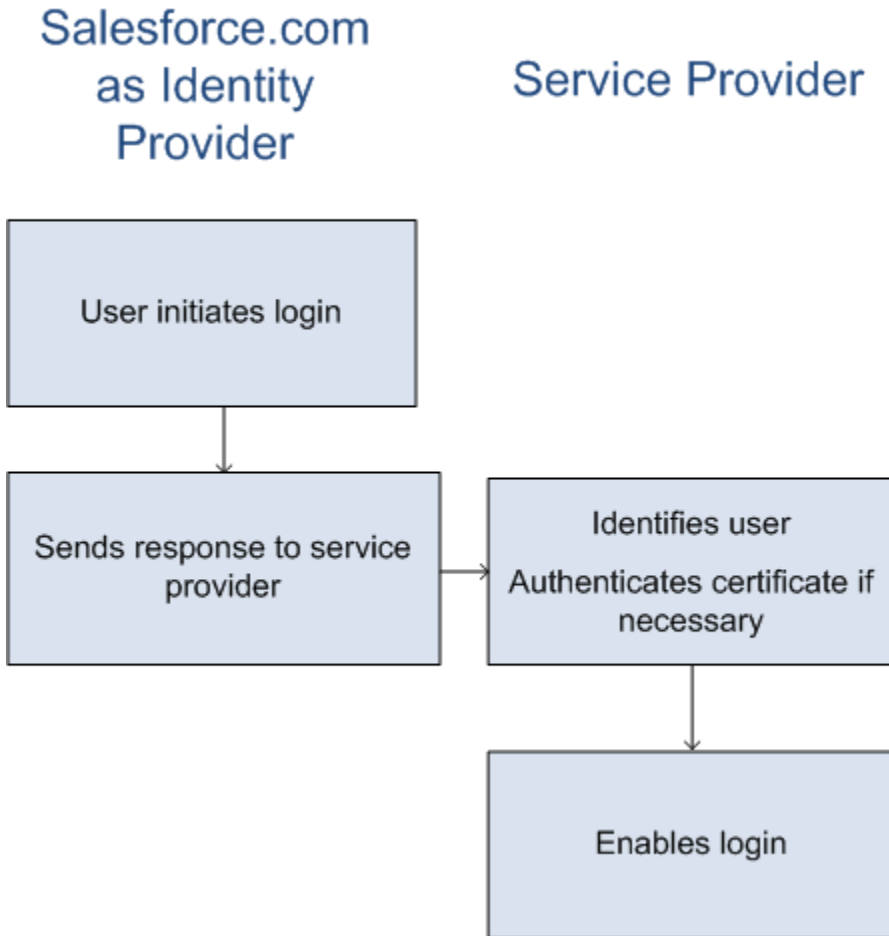 Salesforce.com
as Identity
Provider
Service Provider
User initiates login
Sends response to service
provider
Identifies user
Authenticates certificate if
necessary
Enables login